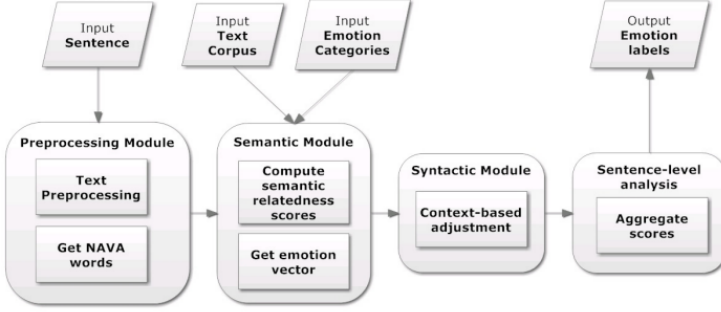 Input
Sentence
Input
Text
Corpus
Input
Emotion
Categories
Output
Emotion
labels
Preprocessing Module
Text
Preprocessing
Get NAVA
words
Semantic Module
Compute
semantic
relatedness
scores
Get emotion
vector
Syntactic Module
Context-based
adjustment
Sentence-level
analysis
Aggregate
scores